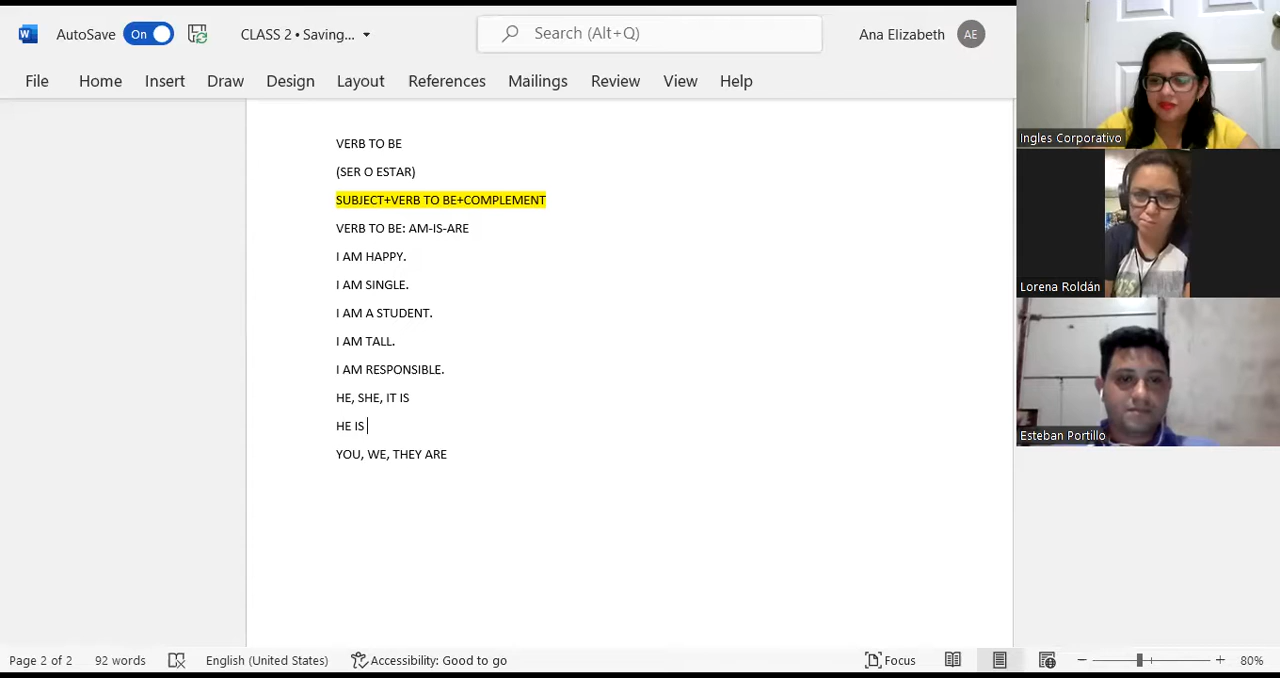 AutoSave On CLASS 2 • Saving... Search (Alt+Q) Ana Elizabeth AE
File Home Insert Draw Design Layout References Mailings Review View Help
VERB TO BE
(SER O ESTAR)
SUBJECT+VERB TO BE+COMPLEMENT
VERB TO BE: AM-IS-ARE
I AM HAPPY.
I AM SINGLE.
I AM A STUDENT.
I AM TALL.
I AM RESPONSIBLE.
HE, SHE, IT IS
HE IS
YOU, WE, THEY ARE
Page 2 of 2 92 words English (United States) Accessibility: Good to go Focus 80%
Ingles Corporativo
Lorena Roldán
Esteban Portillo